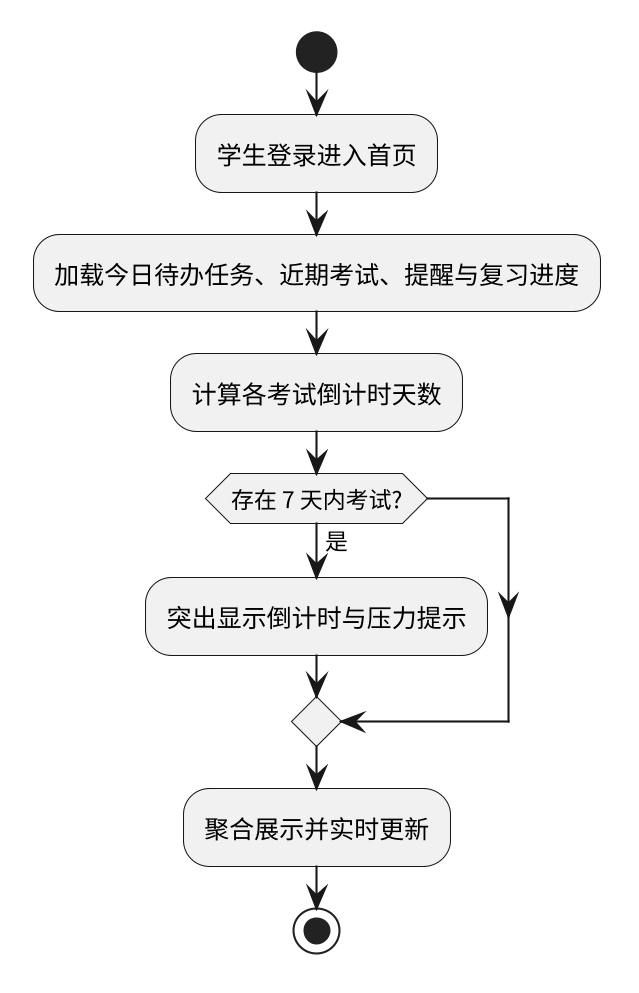 学生登录进入首页
加载今日待办任务、近期考试、提醒与复习进度
计算各考试倒计时天数
存在 7 天内考试?
是
突出显示倒计时与压力提示
聚合展示并实时更新